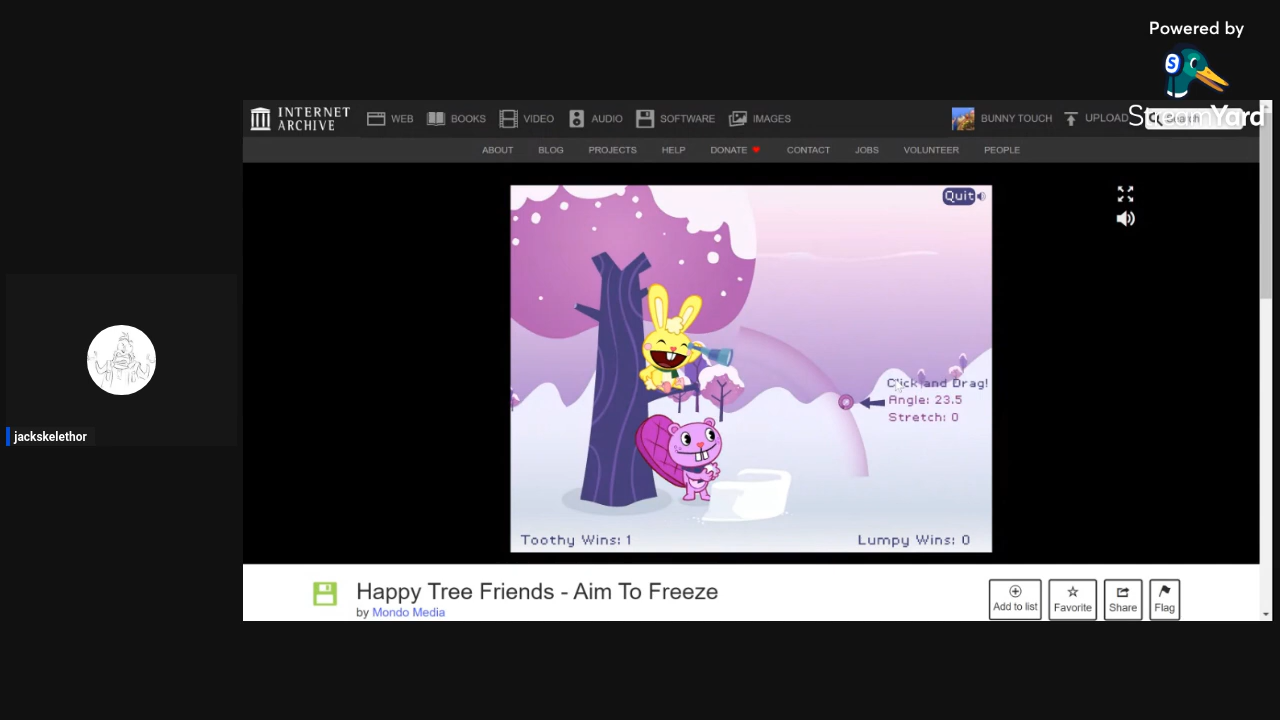 Powered by
StreamYard
INTERNET ARCHIVE
WEB BOOKS VIDEO AUDIO SOFTWARE IMAGES
BUNNY TOUCH UPLOAD
ABOUT BLOG PROJECTS HELP DONATE CONTACT JOBS VOLUNTEER PEOPLE
Quit
Click and Drag!
Angle: 23.5
Stretch: 0
jackskelethor
Toothy Wins: 1 Lumpy Wins: 0
Happy Tree Friends - Aim To Freeze
by Mondo Media
Add to list Favorite Share Flag